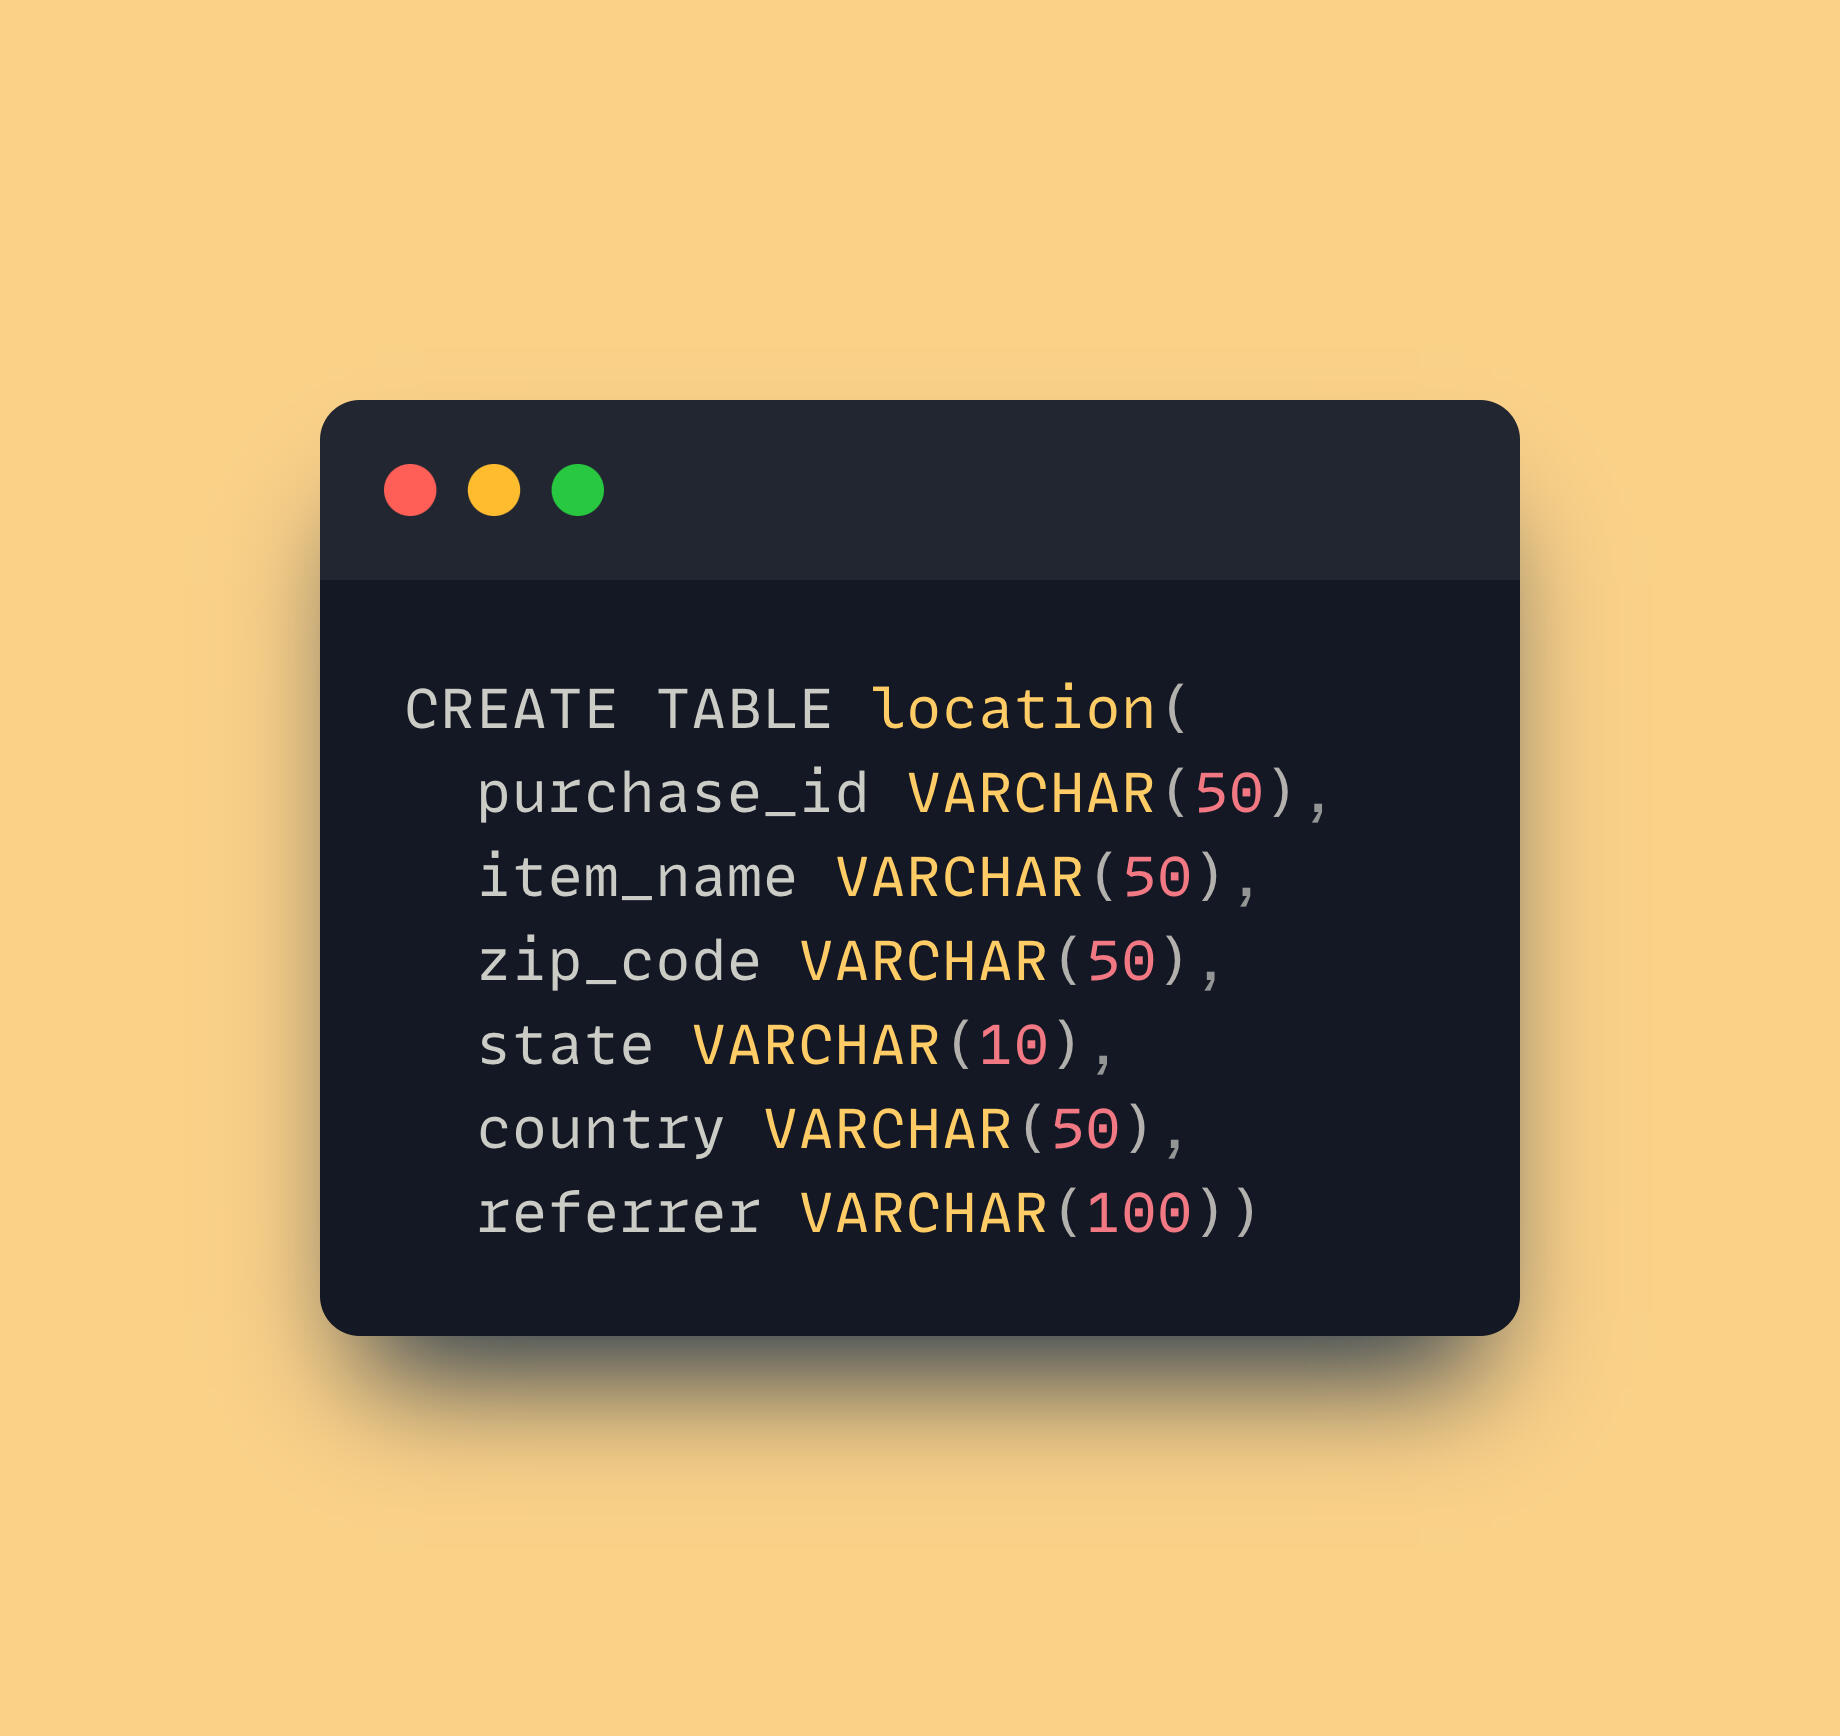 CREATE TABLE location(
  purchase_id VARCHAR(50),
  item_name VARCHAR(50),
  zip_code VARCHAR(50),
  state VARCHAR(10),
  country VARCHAR(50),
  referrer VARCHAR(100))